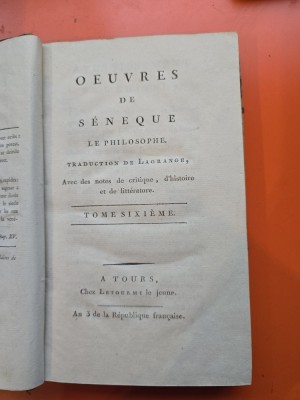 OEUVRES
DE
SÉNEQUE
LE PHILOSOPHE,
TRADUCTION DE LAGRANGE,
Avec des notes de critique, d'histoire
et de littérature.
TOME SIXIÈME.
A TOURS,
Chez LETOURMI le jeune.
An 3 de la République française.